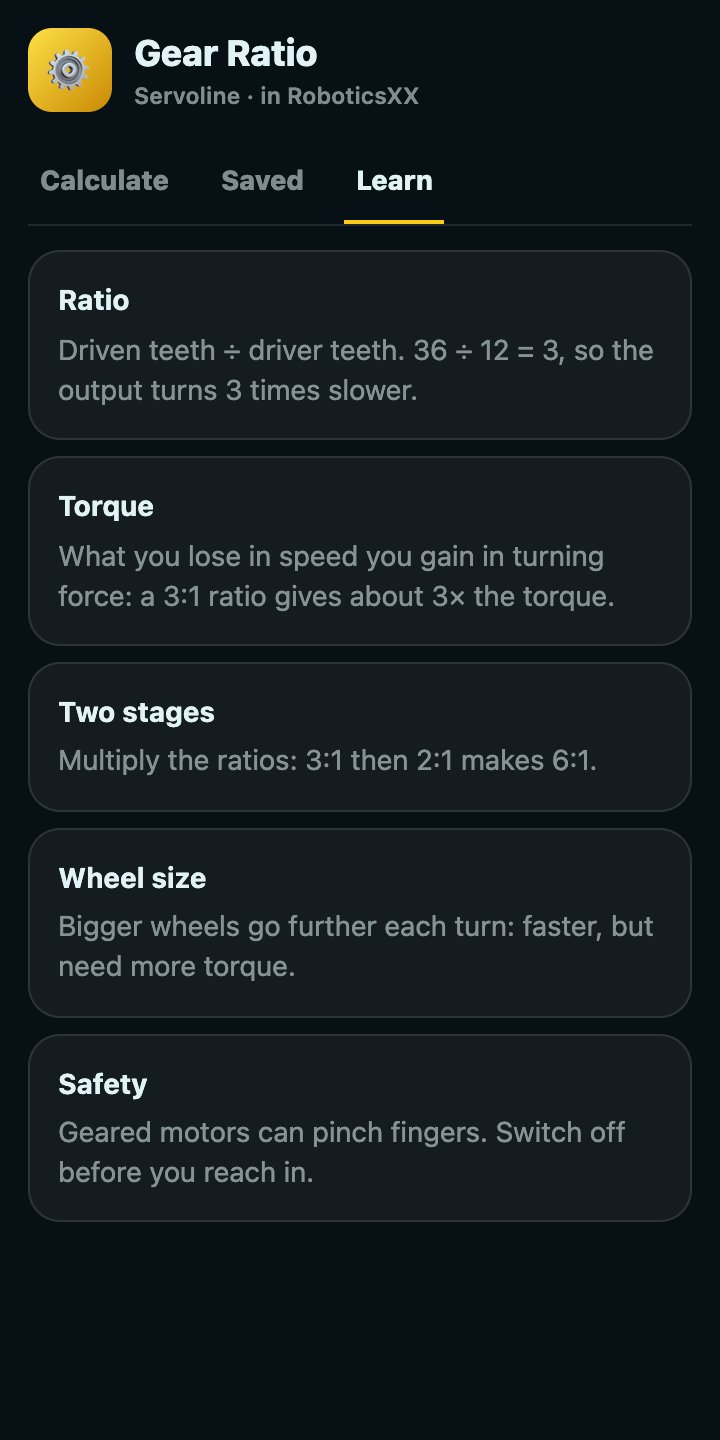 Gear Ratio
Servoline · in RoboticsXX
Calculate Saved Learn
Ratio
Driven teeth ÷ driver teeth. 36 ÷ 12 = 3, so the
output turns 3 times slower.
Torque
What you lose in speed you gain in turning
force: a 3:1 ratio gives about 3× the torque.
Two stages
Multiply the ratios: 3:1 then 2:1 makes 6:1.
Wheel size
Bigger wheels go further each turn: faster, but
need more torque.
Safety
Geared motors can pinch fingers. Switch off
before you reach in.